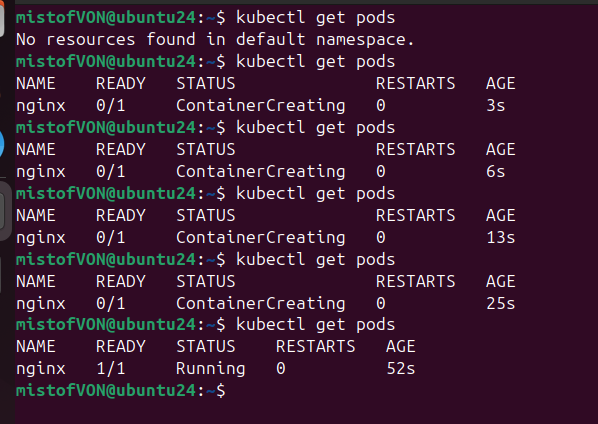 mistofVON@ubuntu24:~$ kubectl get pods
No resources found in default namespace.
mistofVON@ubuntu24:~$ kubectl get pods
NAME    READY   STATUS              RESTARTS   AGE
nginx   0/1     ContainerCreating   0          3s
mistofVON@ubuntu24:~$ kubectl get pods
NAME    READY   STATUS              RESTARTS   AGE
nginx   0/1     ContainerCreating   0          6s
mistofVON@ubuntu24:~$ kubectl get pods
NAME    READY   STATUS              RESTARTS   AGE
nginx   0/1     ContainerCreating   0          13s
mistofVON@ubuntu24:~$ kubectl get pods
NAME    READY   STATUS              RESTARTS   AGE
nginx   0/1     ContainerCreating   0          25s
mistofVON@ubuntu24:~$ kubectl get pods
NAME    READY   STATUS    RESTARTS   AGE
nginx   1/1     Running   0          52s
mistofVON@ubuntu24:~$